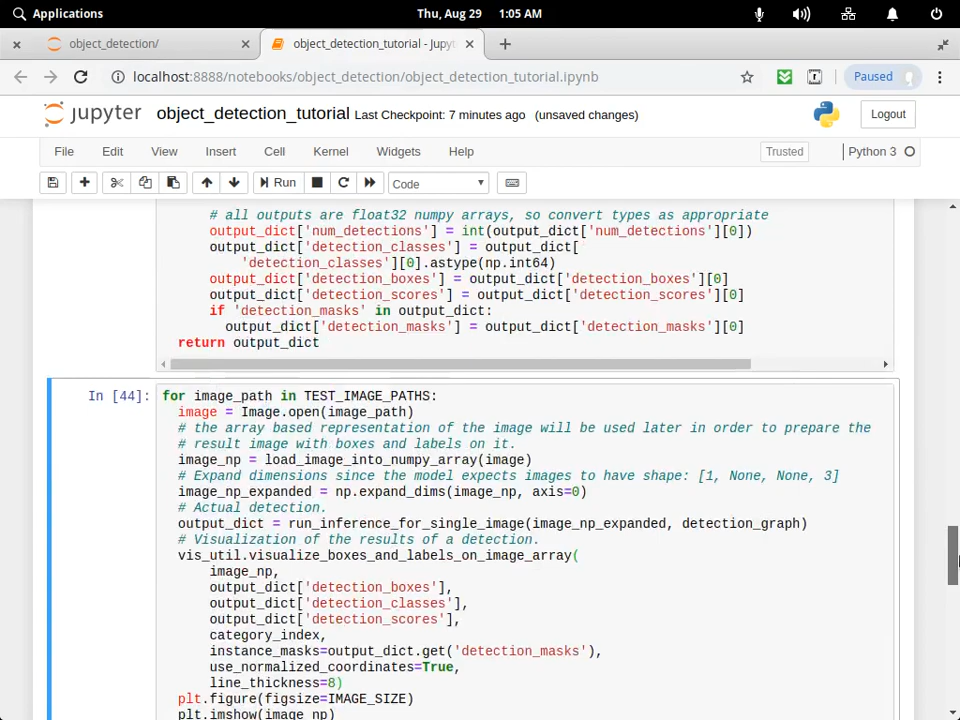 Applications
Thu, Aug 29 1:05 AM
object_detection/
object_detection_tutorial - Jupyt
localhost:8888/notebooks/object_detection/object_detection_tutorial.ipynb
Paused
jupyter object_detection_tutorial Last Checkpoint: 7 minutes ago (unsaved changes)
Logout
File Edit View Insert Cell Kernel Widgets Help
Trusted
Python 3
Run
Code
# all outputs are float32 numpy arrays, so convert types as appropriate
output_dict['num_detections'] = int(output_dict['num_detections'][0])
output_dict['detection_classes'] = output_dict[
'detection_classes'][0].astype(np.int64)
output_dict['detection_boxes'] = output_dict['detection_boxes'][0]
output_dict['detection_scores'] = output_dict['detection_scores'][0]
if 'detection_masks' in output_dict:
output_dict['detection_masks'] = output_dict['detection_masks'][0]
return output_dict
In [44]:
for image_path in TEST_IMAGE_PATHS:
image = Image.open(image_path)
# the array based representation of the image will be used later in order to prepare the
# result image with boxes and labels on it.
image_np = load_image_into_numpy_array(image)
# Expand dimensions since the model expects images to have shape: [1, None, None, 3]
image_np_expanded = np.expand_dims(image_np, axis=0)
# Actual detection.
output_dict = run_inference_for_single_image(image_np_expanded, detection_graph)
# Visualization of the results of a detection.
vis_util.visualize_boxes_and_labels_on_image_array(
image_np,
output_dict['detection_boxes'],
output_dict['detection_classes'],
output_dict['detection_scores'],
category_index,
instance_masks=output_dict.get('detection_masks'),
use_normalized_coordinates=True,
line_thickness=8)
plt.figure(figsize=IMAGE_SIZE)
plt.imshow(image_np)